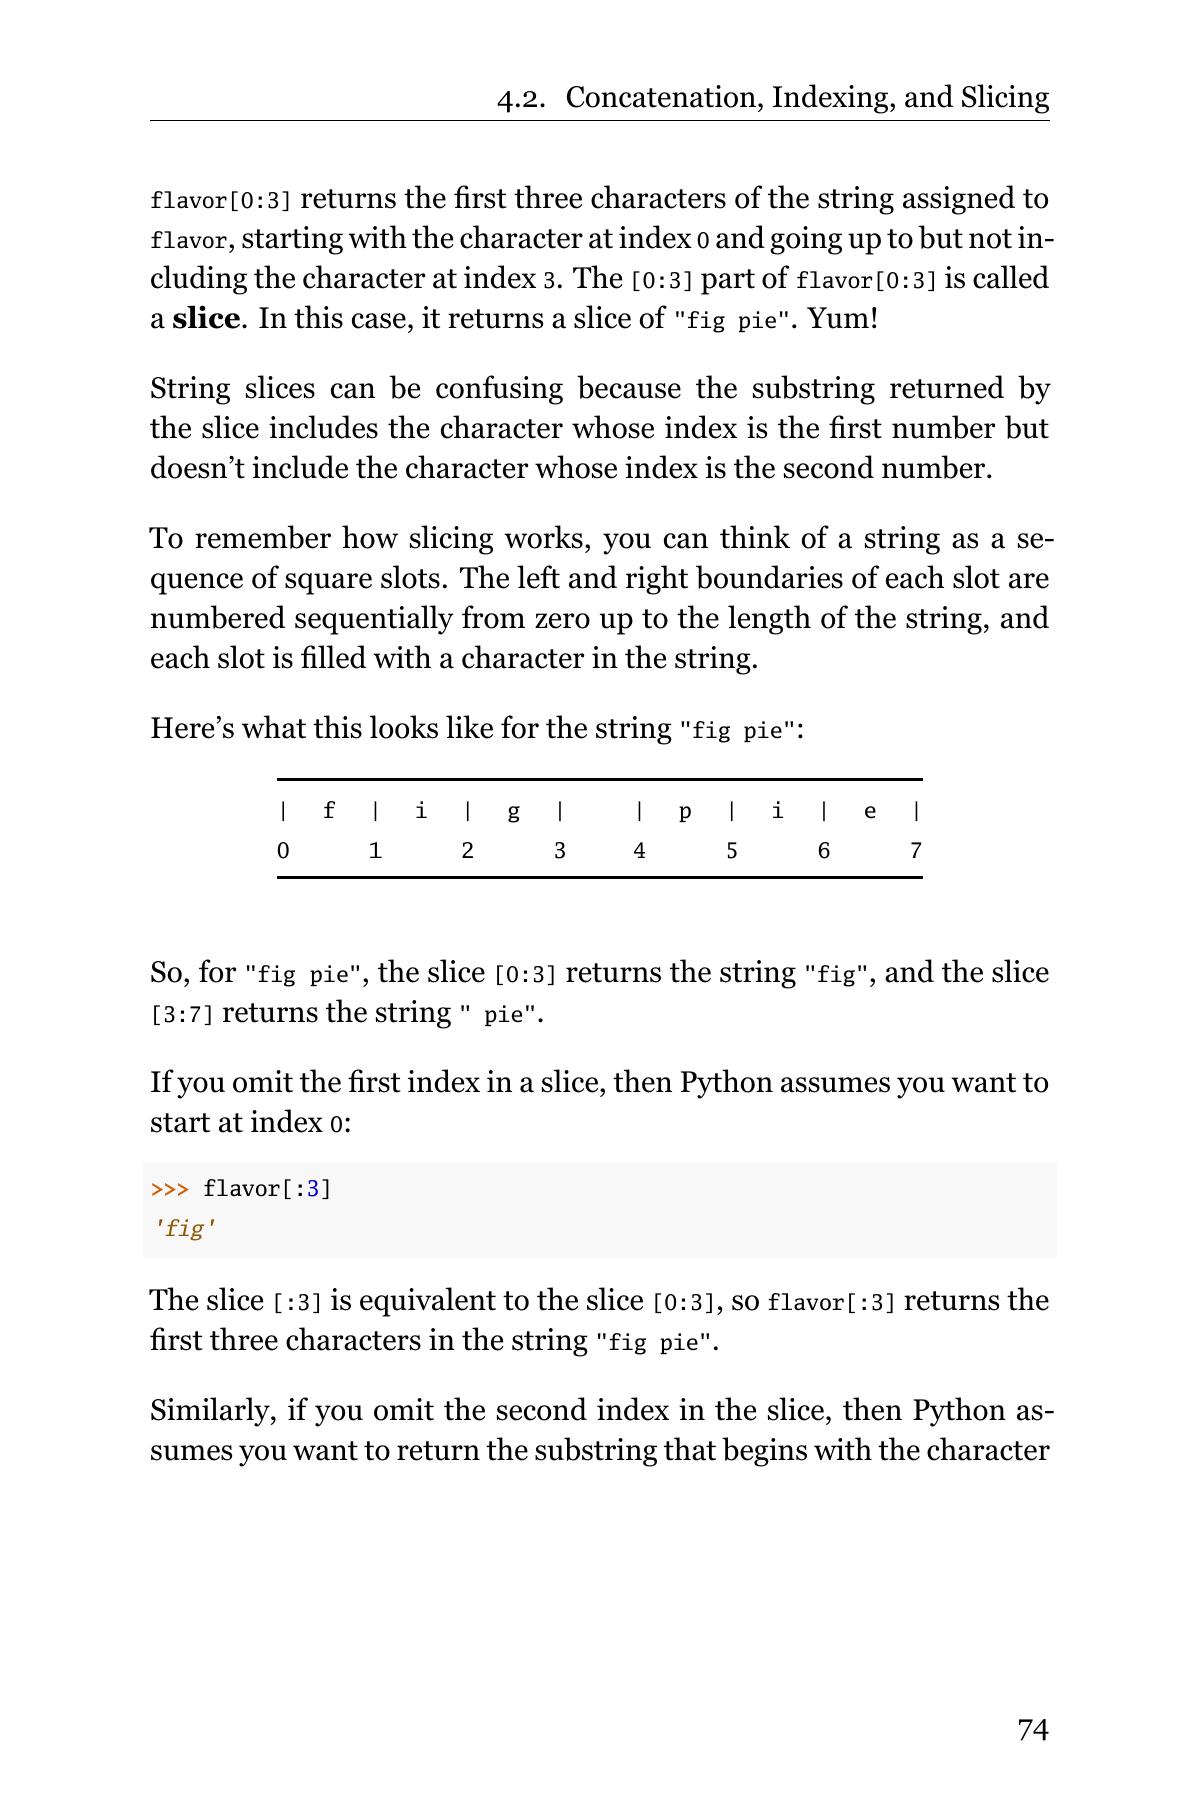 4.2. Concatenation, Indexing, and Slicing
flavor[0:3] returns the first three characters of the string assigned to
flavor, starting with the character at index 0 and going up to but not in-
cluding the character at index 3. The [0:3] part of flavor[0:3] is called
a slice. In this case, it returns a slice of "fig pie". Yum!
String slices can be confusing because the substring returned by
the slice includes the character whose index is the first number but
doesn’t include the character whose index is the second number.
To remember how slicing works, you can think of a string as a se-
quence of square slots. The left and right boundaries of each slot are
numbered sequentially from zero up to the length of the string, and
each slot is filled with a character in the string.
Here’s what this looks like for the string "fig pie":
| f | i | g |   | p | i | e |
0 1 2 3 4 5 6 7
So, for "fig pie", the slice [0:3] returns the string "fig", and the slice
[3:7] returns the string " pie".
If you omit the first index in a slice, then Python assumes you want to
start at index 0:
>>> flavor[:3]
'fig'
The slice [:3] is equivalent to the slice [0:3], so flavor[:3] returns the
first three characters in the string "fig pie".
Similarly, if you omit the second index in the slice, then Python as-
sumes you want to return the substring that begins with the character
74